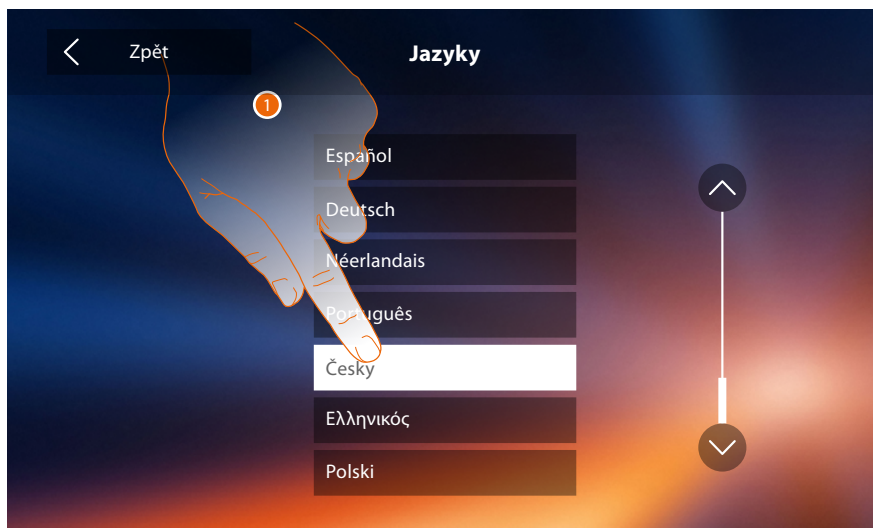 Zpět
Jazyky
1
Español
Deutsch
Néerlandais
Português
Česky
Ελληνικός
Polski